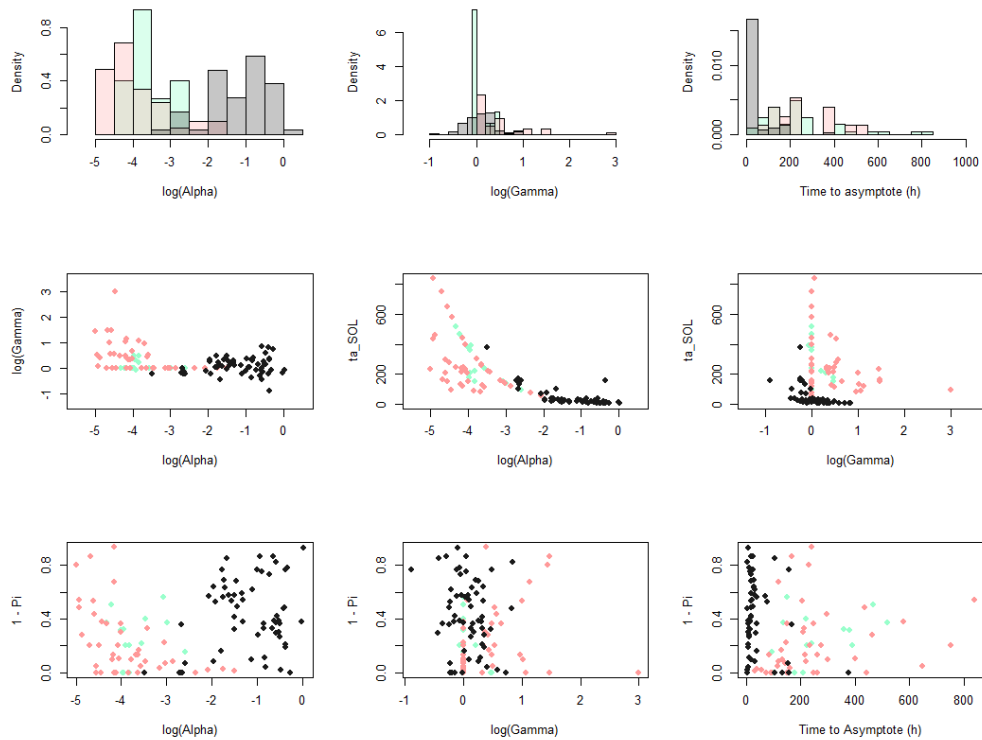 Density
0.0 0.4 0.8
-5 -4 -3 -2 -1 0
log(Alpha)
Density
0 2 4 6
-1 0 1 2 3
log(Gamma)
Density
0.000 0.010
0 200 400 600 800 1000
Time to asymptote (h)
log(Gamma)
-1 0 1 2 3
-5 -4 -3 -2 -1 0
log(Alpha)
ta_SOL
0 200 600
-5 -4 -3 -2 -1 0
log(Alpha)
ta_SOL
0 200 600
-1 0 1 2 3
log(Gamma)
1 - Pi
0.0 0.4 0.8
-5 -4 -3 -2 -1 0
log(Alpha)
1 - Pi
0.0 0.4 0.8
-1 0 1 2 3
log(Gamma)
1 - Pi
0.0 0.4 0.8
0 200 400 600 800
Time to Asymptote (h)